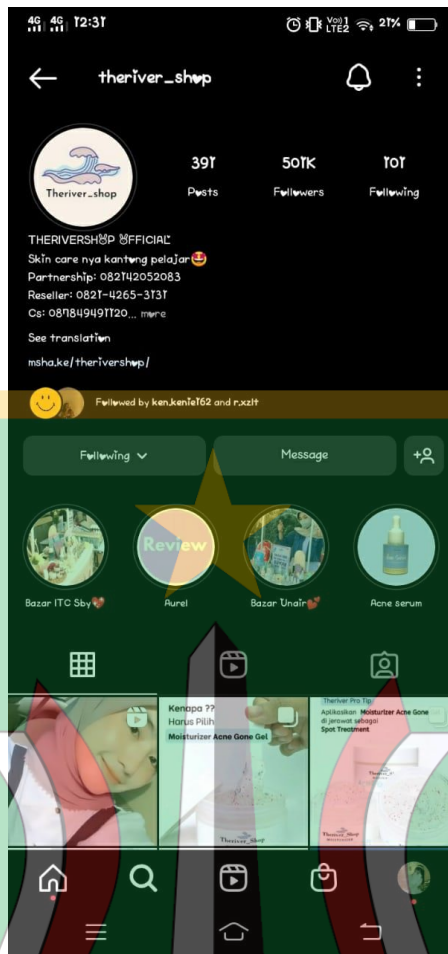 4G 4G 12:31
Vo)) 1 LTE2 21%
theriver_shop
Theriver_shop
391 501K 101
Posts Followers Following
THERIVERSHOP OFFICIAL
Skin care nya kantong pelajar🤩
Partnership: 082142052083
Reseller: 0821-4265-3131
See translation
msha.ke/therivershop/
Followed by ken.kenie162 and r.xzlt
Following Message
Review
Bazar ITC Sby💖 Aurel Bazar Unair💕 Acne serum
Kenapa ??
Harus Pilih
Moisturizer Acne Gone Gel
Theriver_Shop
Theriver Pro Tip
Aplikasikan Moisturizer Acne Gone Gel
di jerawat sebagai
Spot Treatment
Theriver_Shop